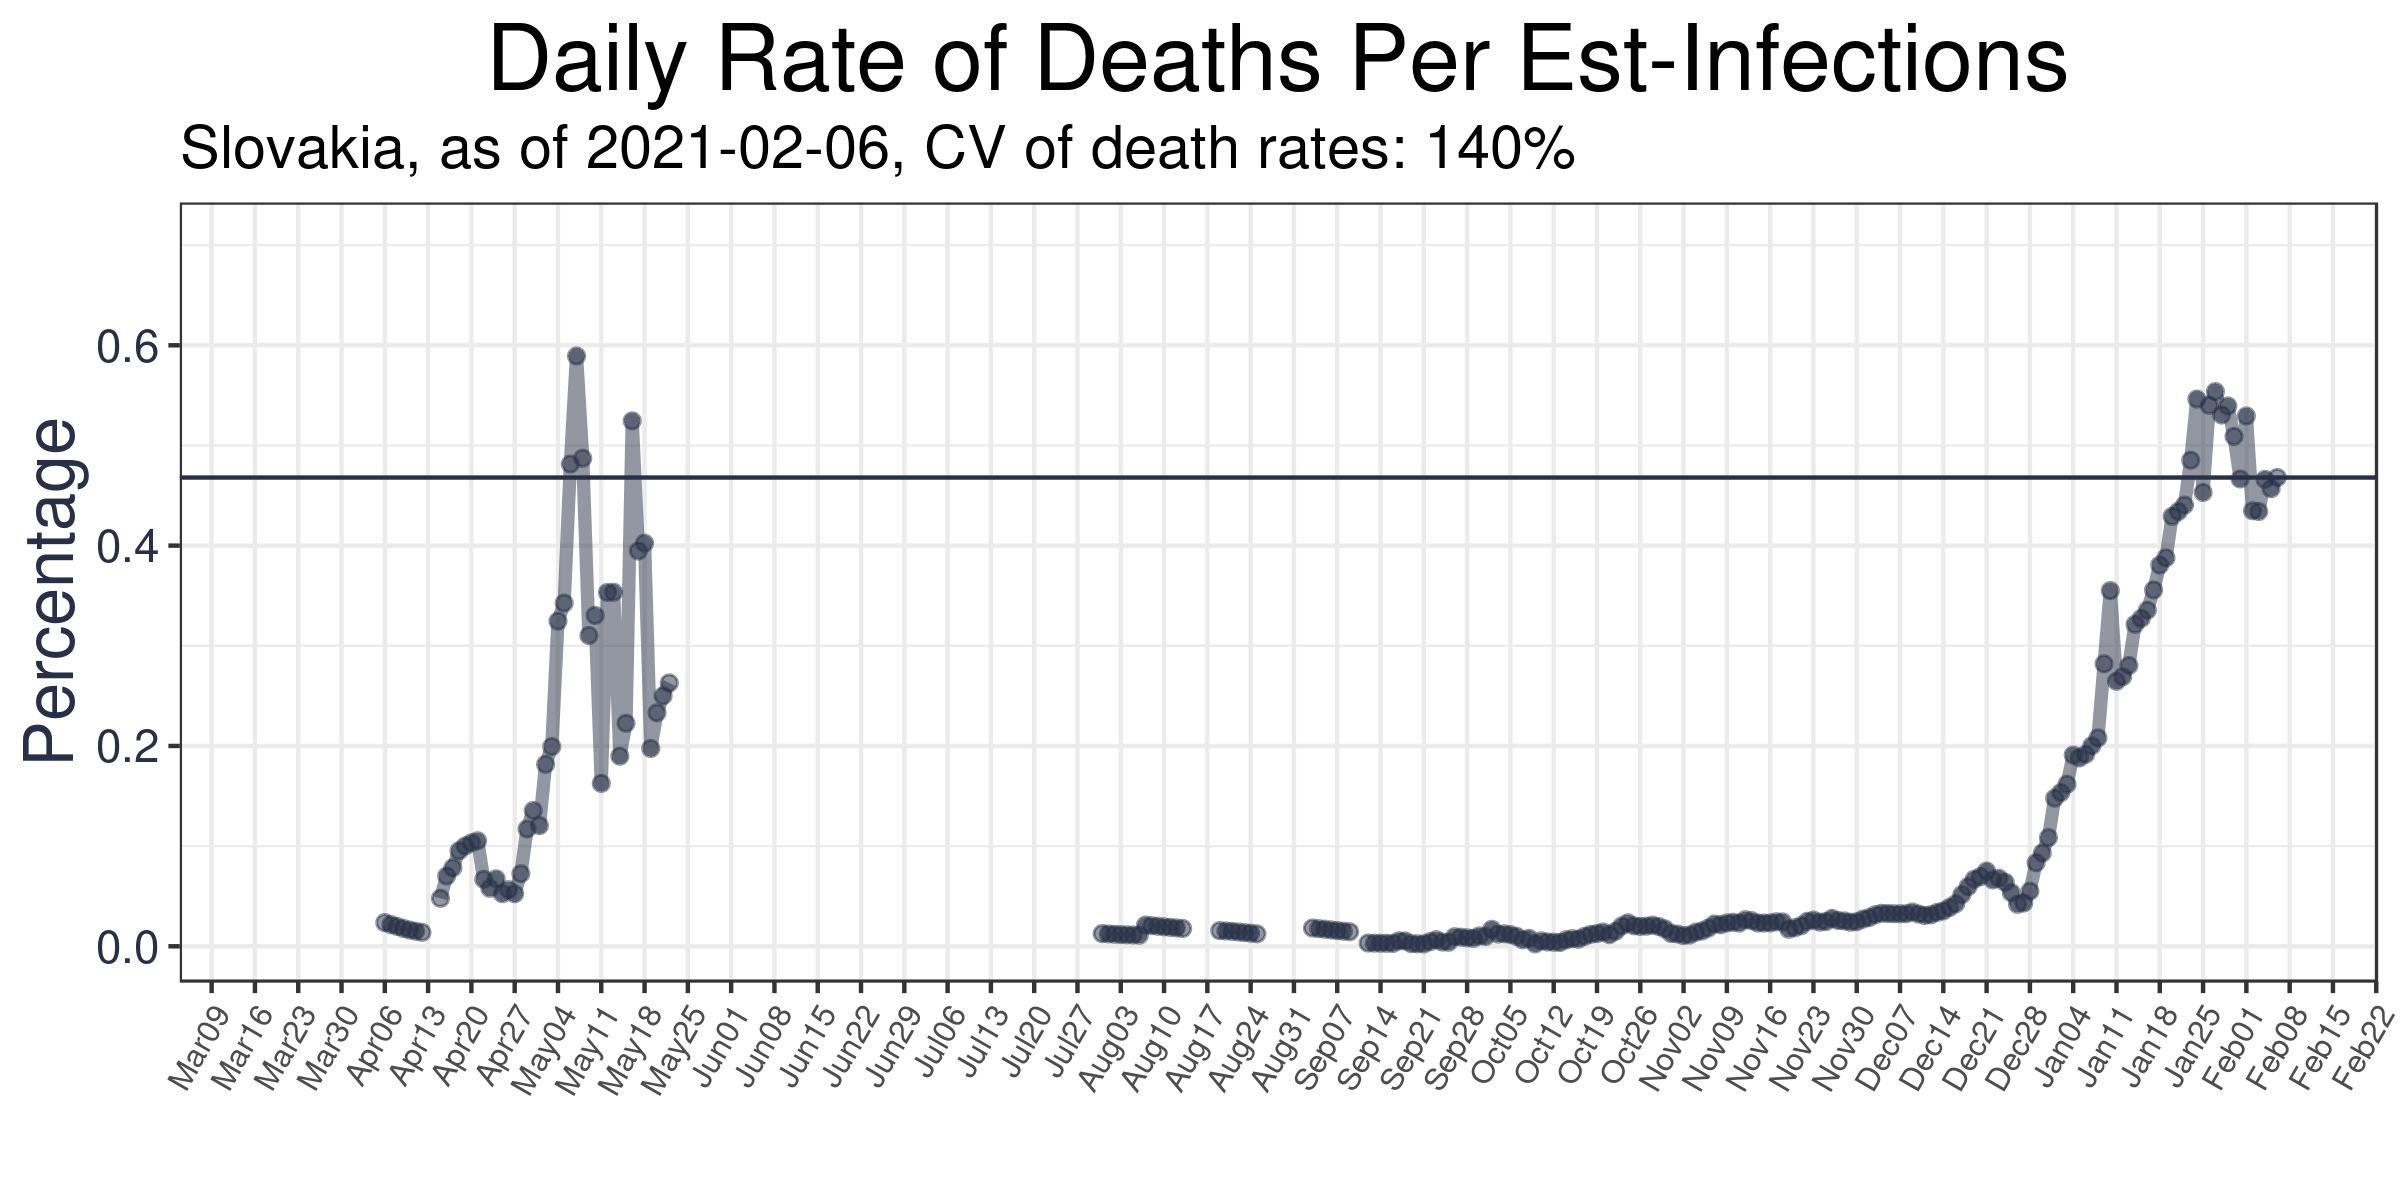 Daily Rate of Deaths Per Est-Infections
Slovakia, as of 2021-02-06, CV of death rates: 140%
Percentage
0.6
0.4
0.2
0.0
Mar09
Mar16
Mar23
Mar30
Apr06
Apr13
Apr20
Apr27
May04
May11
May18
May25
Jun01
Jun08
Jun15
Jun22
Jun29
Jul06
Jul13
Jul20
Jul27
Aug03
Aug10
Aug17
Aug24
Aug31
Sep07
Sep14
Sep21
Sep28
Oct05
Oct12
Oct19
Oct26
Nov02
Nov09
Nov16
Nov23
Nov30
Dec07
Dec14
Dec21
Dec28
Jan04
Jan11
Jan18
Jan25
Feb01
Feb08
Feb15
Feb22